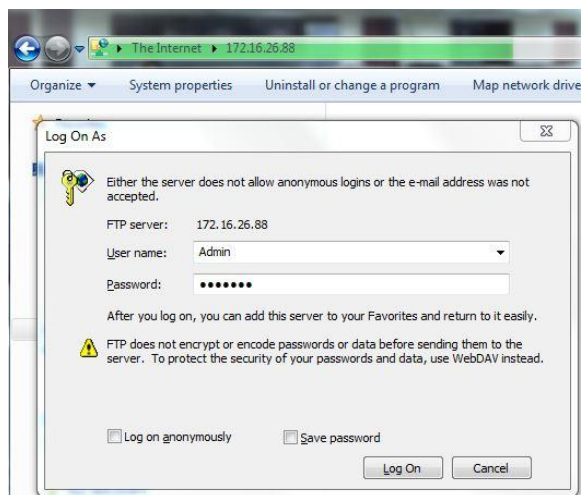 The Internet 172.16.26.88
Organize System properties Uninstall or change a program Map network drive
Log On As
Either the server does not allow anonymous logins or the e-mail address was not
accepted.
FTP server: 172.16.26.88
User name: Admin
Password:
After you log on, you can add this server to your Favorites and return to it easily.
FTP does not encrypt or encode passwords or data before sending them to the
server. To protect the security of your passwords and data, use WebDAV instead.
Log on anonymously Save password
Log On Cancel